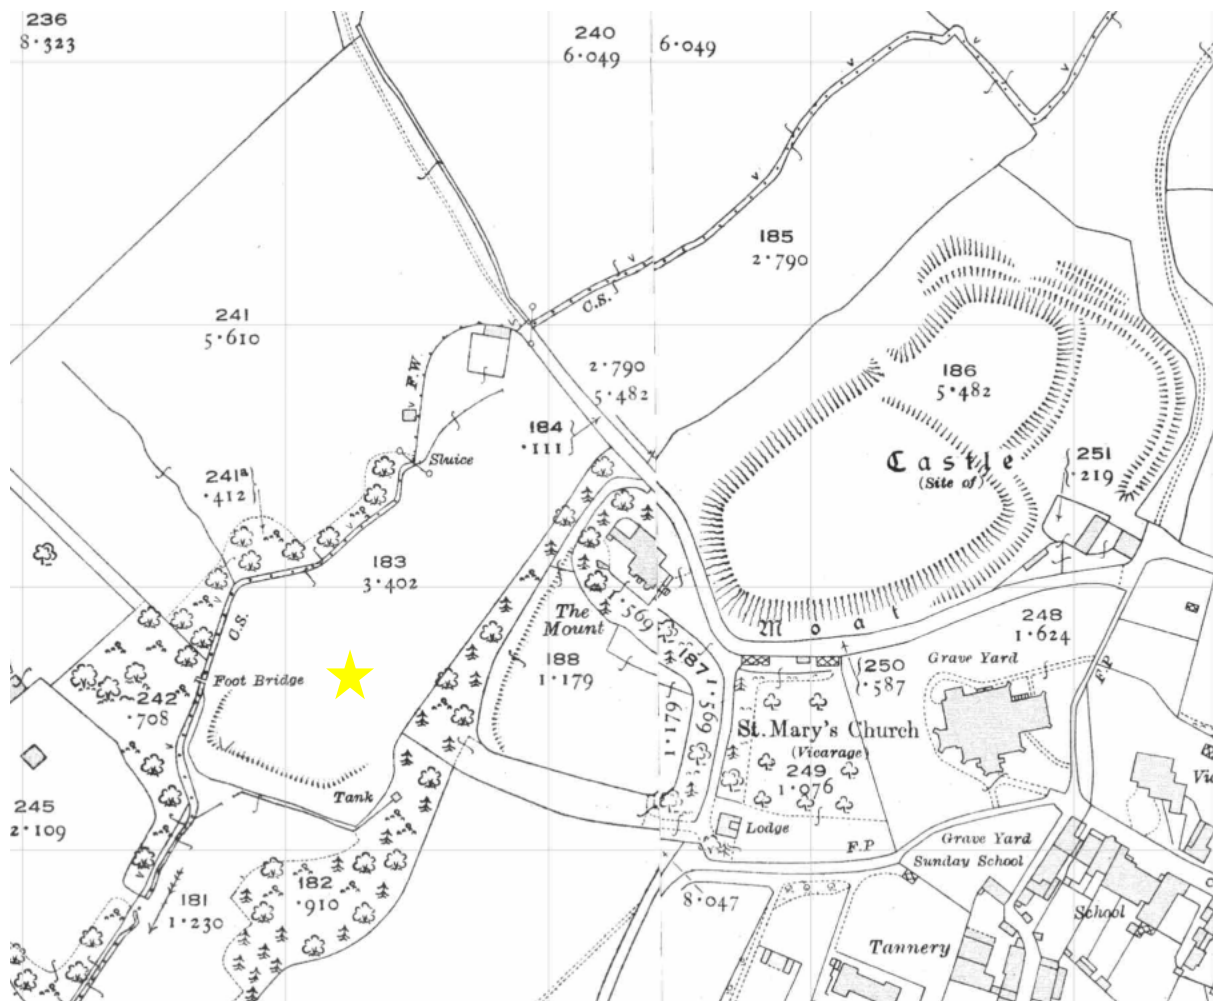 236
8·323
240
6·049
6·049
185
2·790
C.S.
241
5·610
F.W
2·790
5·482
186
5·482
184
·111
Castle
(Site of)
251
·219
Sluice
241a
·412
183
3·402
The
Mount
1·569
188
1·179
Moat
248
1·624
Grave Yard
F.P.
187
1·569
250
·587
C.S.
Foot Bridge
242
·708
1·179
St. Mary's Church
(Vicarage)
249
1·076
Tank
245
2·109
Lodge
F.P
Grave Yard
Sunday School
182
·910
181
1·230
8·047
School
Tannery